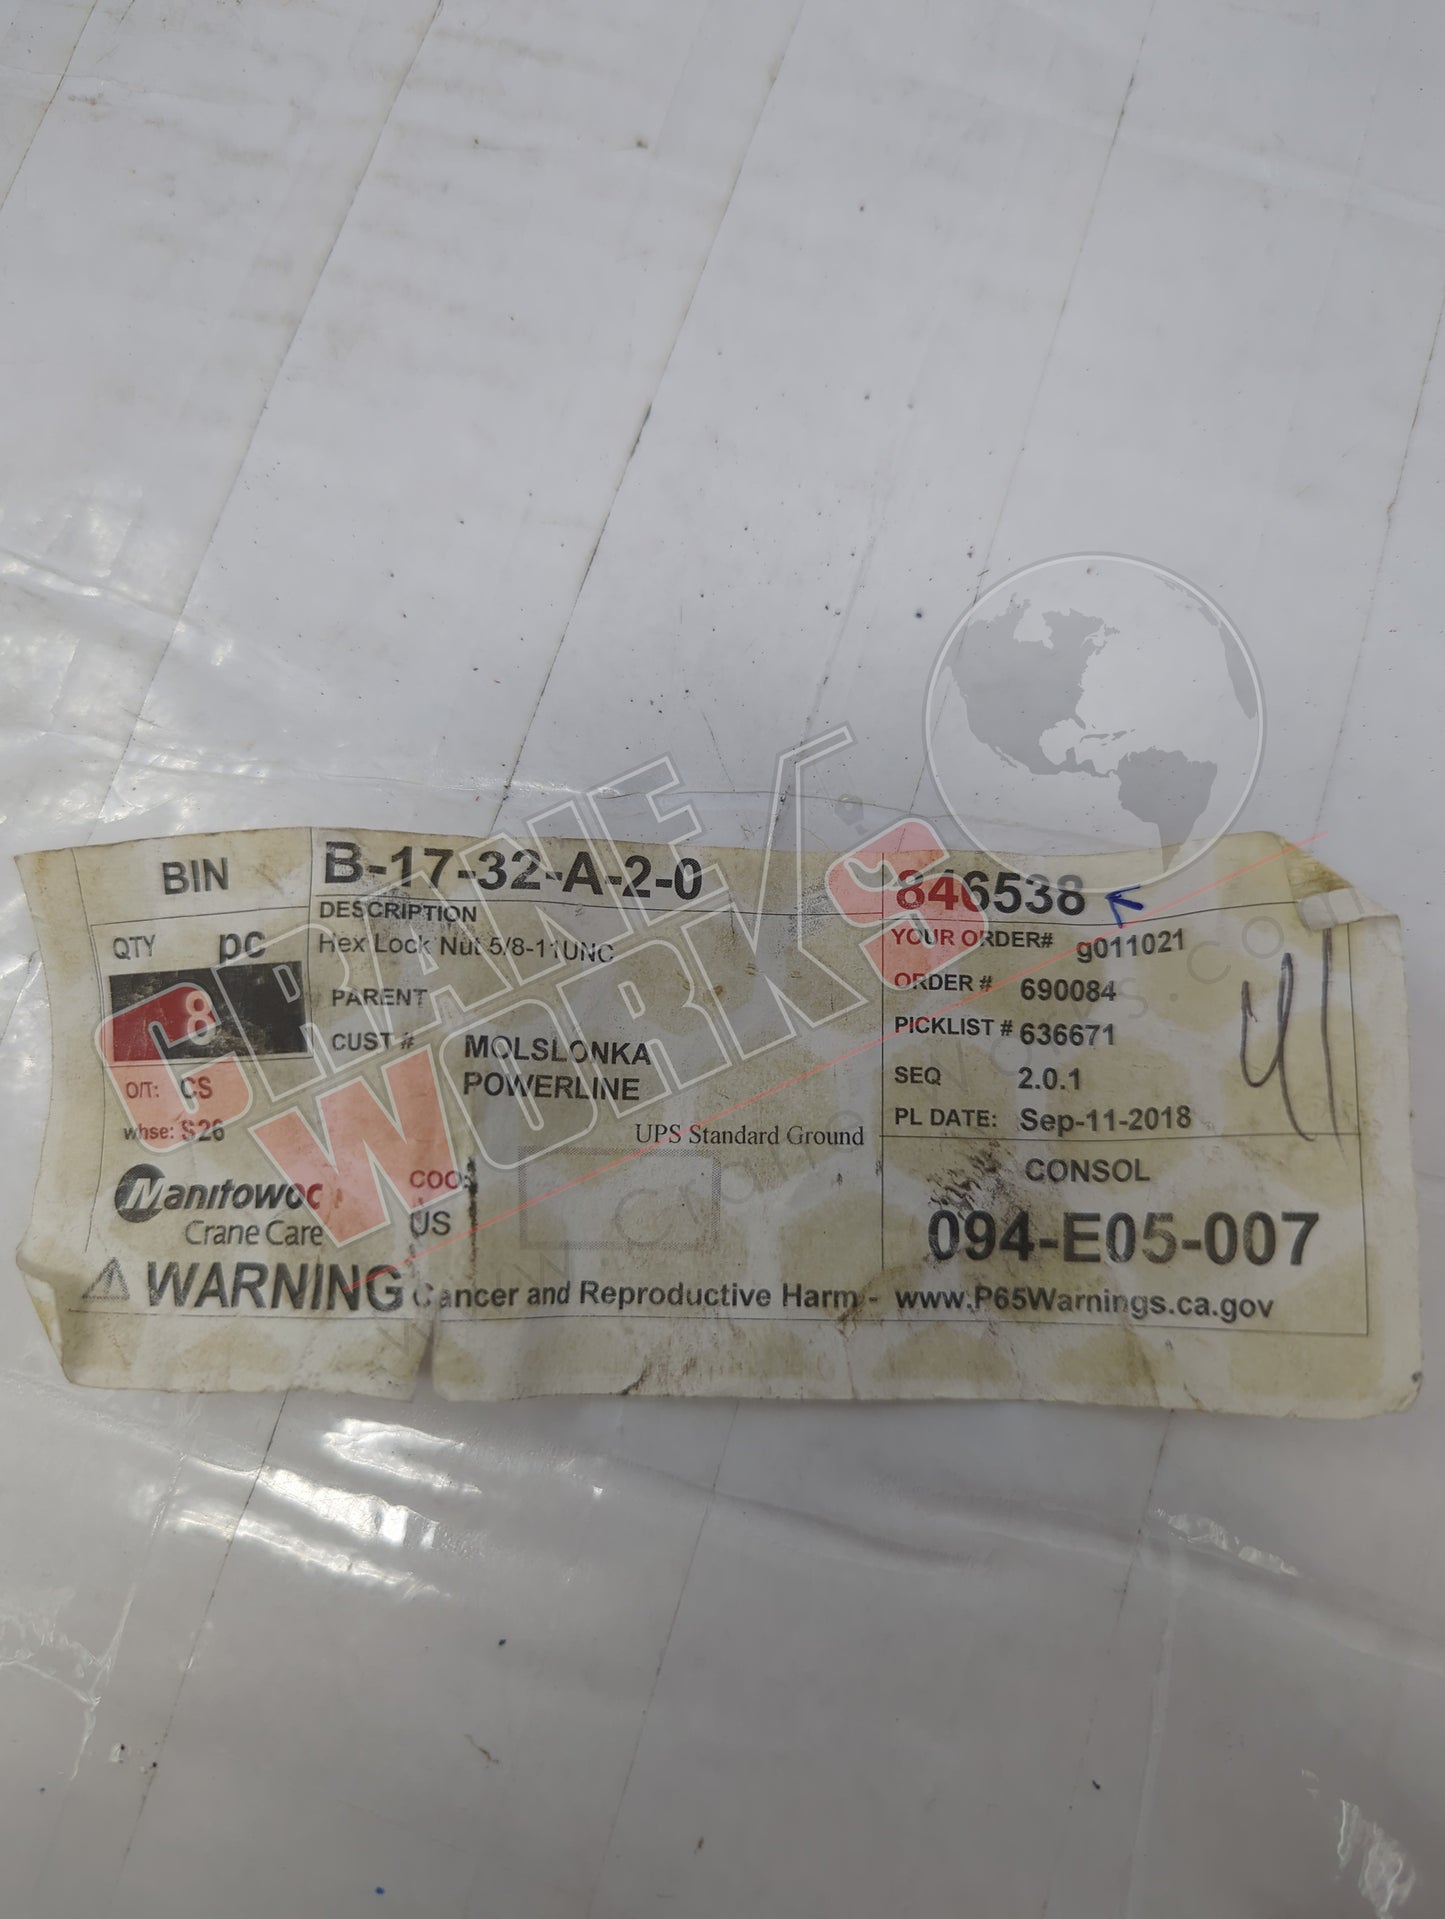 BIN
B-17-32-A-2-0
846538
DESCRIPTION
QTY pc
Hex Lock Nut 5/8-11UNC
YOUR ORDER# g011021
8
PARENT
ORDER # 690084
CUST # MOLSLONKA
POWERLINE
PICKLIST # 636671
O/T: CS
SEQ 2.0.1
whse: S26
UPS Standard Ground
PL DATE: Sep-11-2018
Manitowoc
Crane Care
COO:
US
CONSOL
094-E05-007
⚠ WARNING Cancer and Reproductive Harm - www.P65Warnings.ca.gov
CRANE
WORKS